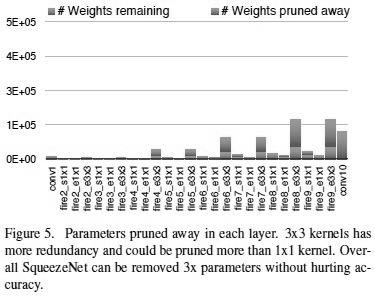 # Weights remaining # Weights pruned away
5E+05
4E+05
3E+05
2E+05
1E+05
0E+00
conv1
fire2_s1x1
fire2_e1x1
fire2_e3x3
fire3_s1x1
fire3_e1x1
fire3_e3x3
fire4_s1x1
fire4_e1x1
fire4_e3x3
fire5_s1x1
fire5_e1x1
fire5_e3x3
fire6_s1x1
fire6_e1x1
fire6_e3x3
fire7_s1x1
fire7_e1x1
fire7_e3x3
fire8_s1x1
fire8_e1x1
fire8_e3x3
fire9_s1x1
fire9_e1x1
fire9_e3x3
conv10
Figure 5. Parameters pruned away in each layer. 3x3 kernels has
more redundancy and could be pruned more than 1x1 kernel. Over-
all SqueezeNet can be removed 3x parameters without hurting ac-
curacy.